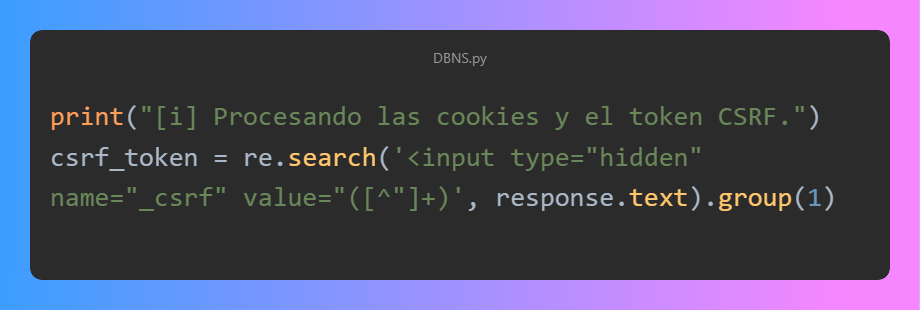 DBNS.py
print("[i] Procesando las cookies y el token CSRF.")
csrf_token = re.search('<input type="hidden"
name="_csrf" value="([^"]+)', response.text).group(1)